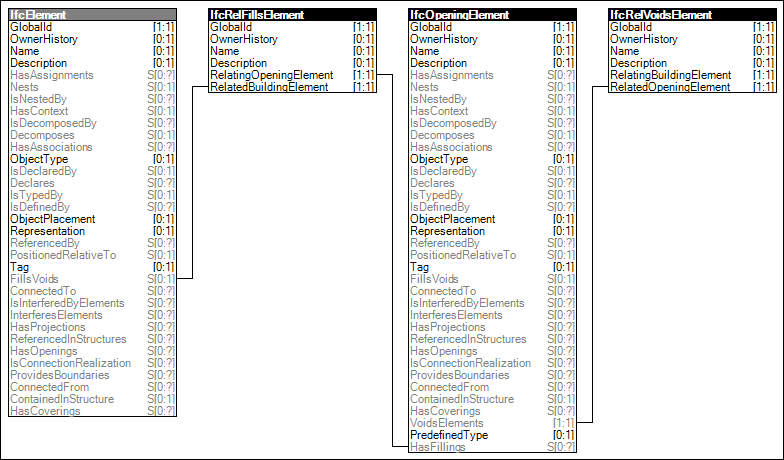 IfcElement
GlobalId [1:1]
OwnerHistory [0:1]
Name [0:1]
Description [0:1]
HasAssignments S[0:?]
Nests S[0:1]
IsNestedBy S[0:?]
HasContext S[0:1]
IsDecomposedBy S[0:?]
Decomposes S[0:1]
HasAssociations S[0:?]
ObjectType [0:1]
IsDeclaredBy S[0:1]
Declares S[0:?]
IsTypedBy S[0:1]
IsDefinedBy S[0:?]
ObjectPlacement [0:1]
Representation [0:1]
ReferencedBy S[0:?]
PositionedRelativeTo S[0:1]
Tag [0:1]
FillsVoids S[0:1]
ConnectedTo S[0:?]
IsInterferedByElements S[0:?]
InterferesElements S[0:?]
HasProjections S[0:?]
ReferencedInStructures S[0:?]
HasOpenings S[0:?]
IsConnectionRealization S[0:?]
ProvidesBoundaries S[0:?]
ConnectedFrom S[0:?]
ContainedInStructure S[0:1]
HasCoverings S[0:?]
IfcRelFillsElement
GlobalId [1:1]
OwnerHistory [0:1]
Name [0:1]
Description [0:1]
RelatingOpeningElement [1:1]
RelatedBuildingElement [1:1]
IfcOpeningElement
GlobalId [1:1]
OwnerHistory [0:1]
Name [0:1]
Description [0:1]
HasAssignments S[0:?]
Nests S[0:1]
IsNestedBy S[0:?]
HasContext S[0:1]
IsDecomposedBy S[0:?]
Decomposes S[0:1]
HasAssociations S[0:?]
ObjectType [0:1]
IsDeclaredBy S[0:1]
Declares S[0:?]
IsTypedBy S[0:1]
IsDefinedBy S[0:?]
ObjectPlacement [0:1]
Representation [0:1]
ReferencedBy S[0:?]
PositionedRelativeTo S[0:1]
Tag [0:1]
FillsVoids S[0:1]
ConnectedTo S[0:?]
IsInterferedByElements S[0:?]
InterferesElements S[0:?]
HasProjections S[0:?]
ReferencedInStructures S[0:?]
HasOpenings S[0:?]
IsConnectionRealization S[0:?]
ProvidesBoundaries S[0:?]
ConnectedFrom S[0:?]
ContainedInStructure S[0:1]
HasCoverings S[0:?]
VoidsElements [1:1]
PredefinedType [0:1]
HasFillings S[0:?]
IfcRelVoidsElement
GlobalId [1:1]
OwnerHistory [0:1]
Name [0:1]
Description [0:1]
RelatingBuildingElement [1:1]
RelatedOpeningElement [1:1]